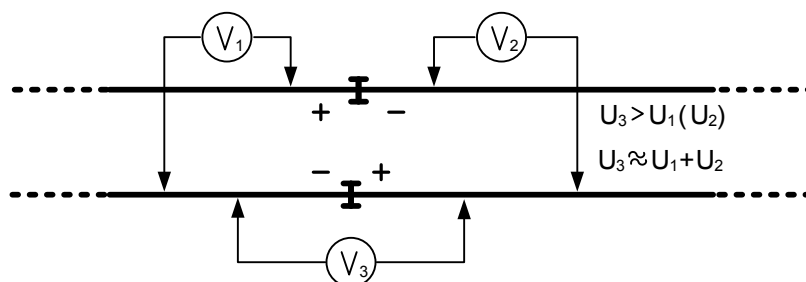 V₁ V₂
+ −
U₃>U₁(U₂)
U₃≈U₁+U₂
− +
V₃